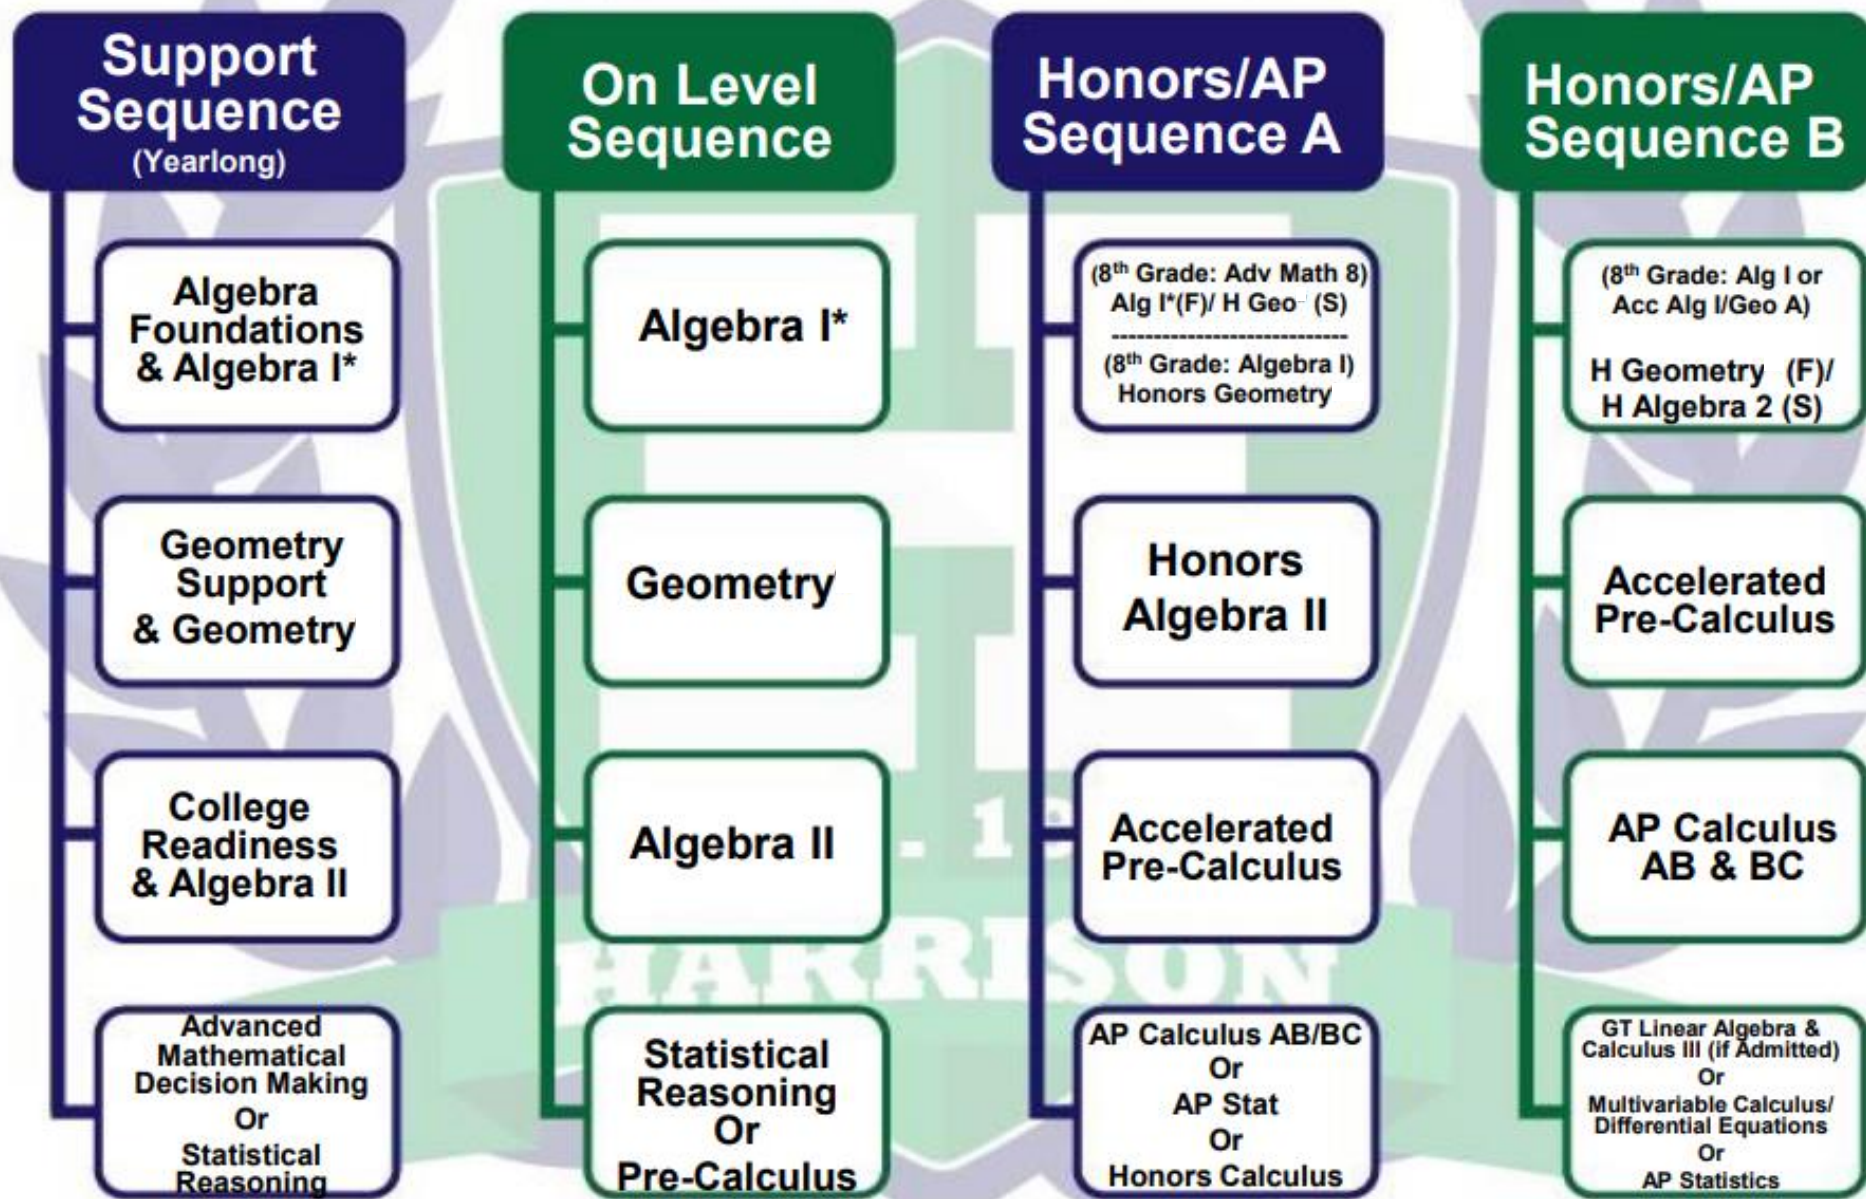 Support
Sequence
(Yearlong)
Algebra
Foundations
& Algebra I*
Geometry
Support
& Geometry
College
Readiness
& Algebra II
Advanced
Mathematical
Decision Making
Or
Statistical
Reasoning
On Level
Sequence
Algebra I*
Geometry
Algebra II
Statistical
Reasoning
Or
Pre-Calculus
Honors/AP
Sequence A
(8th Grade: Adv Math 8)
Alg I*(F)/ H Geo (S)
----------------------------
(8th Grade: Algebra I)
Honors Geometry
Honors
Algebra II
Accelerated
Pre-Calculus
AP Calculus AB/BC
Or
AP Stat
Or
Honors Calculus
Honors/AP
Sequence B
(8th Grade: Alg I or
Acc Alg I/Geo A)
H Geometry (F)/
H Algebra 2 (S)
Accelerated
Pre-Calculus
AP Calculus
AB & BC
GT Linear Algebra &
Calculus III (if Admitted)
Or
Multivariable Calculus/
Differential Equations
Or
AP Statistics
H
HARRISON